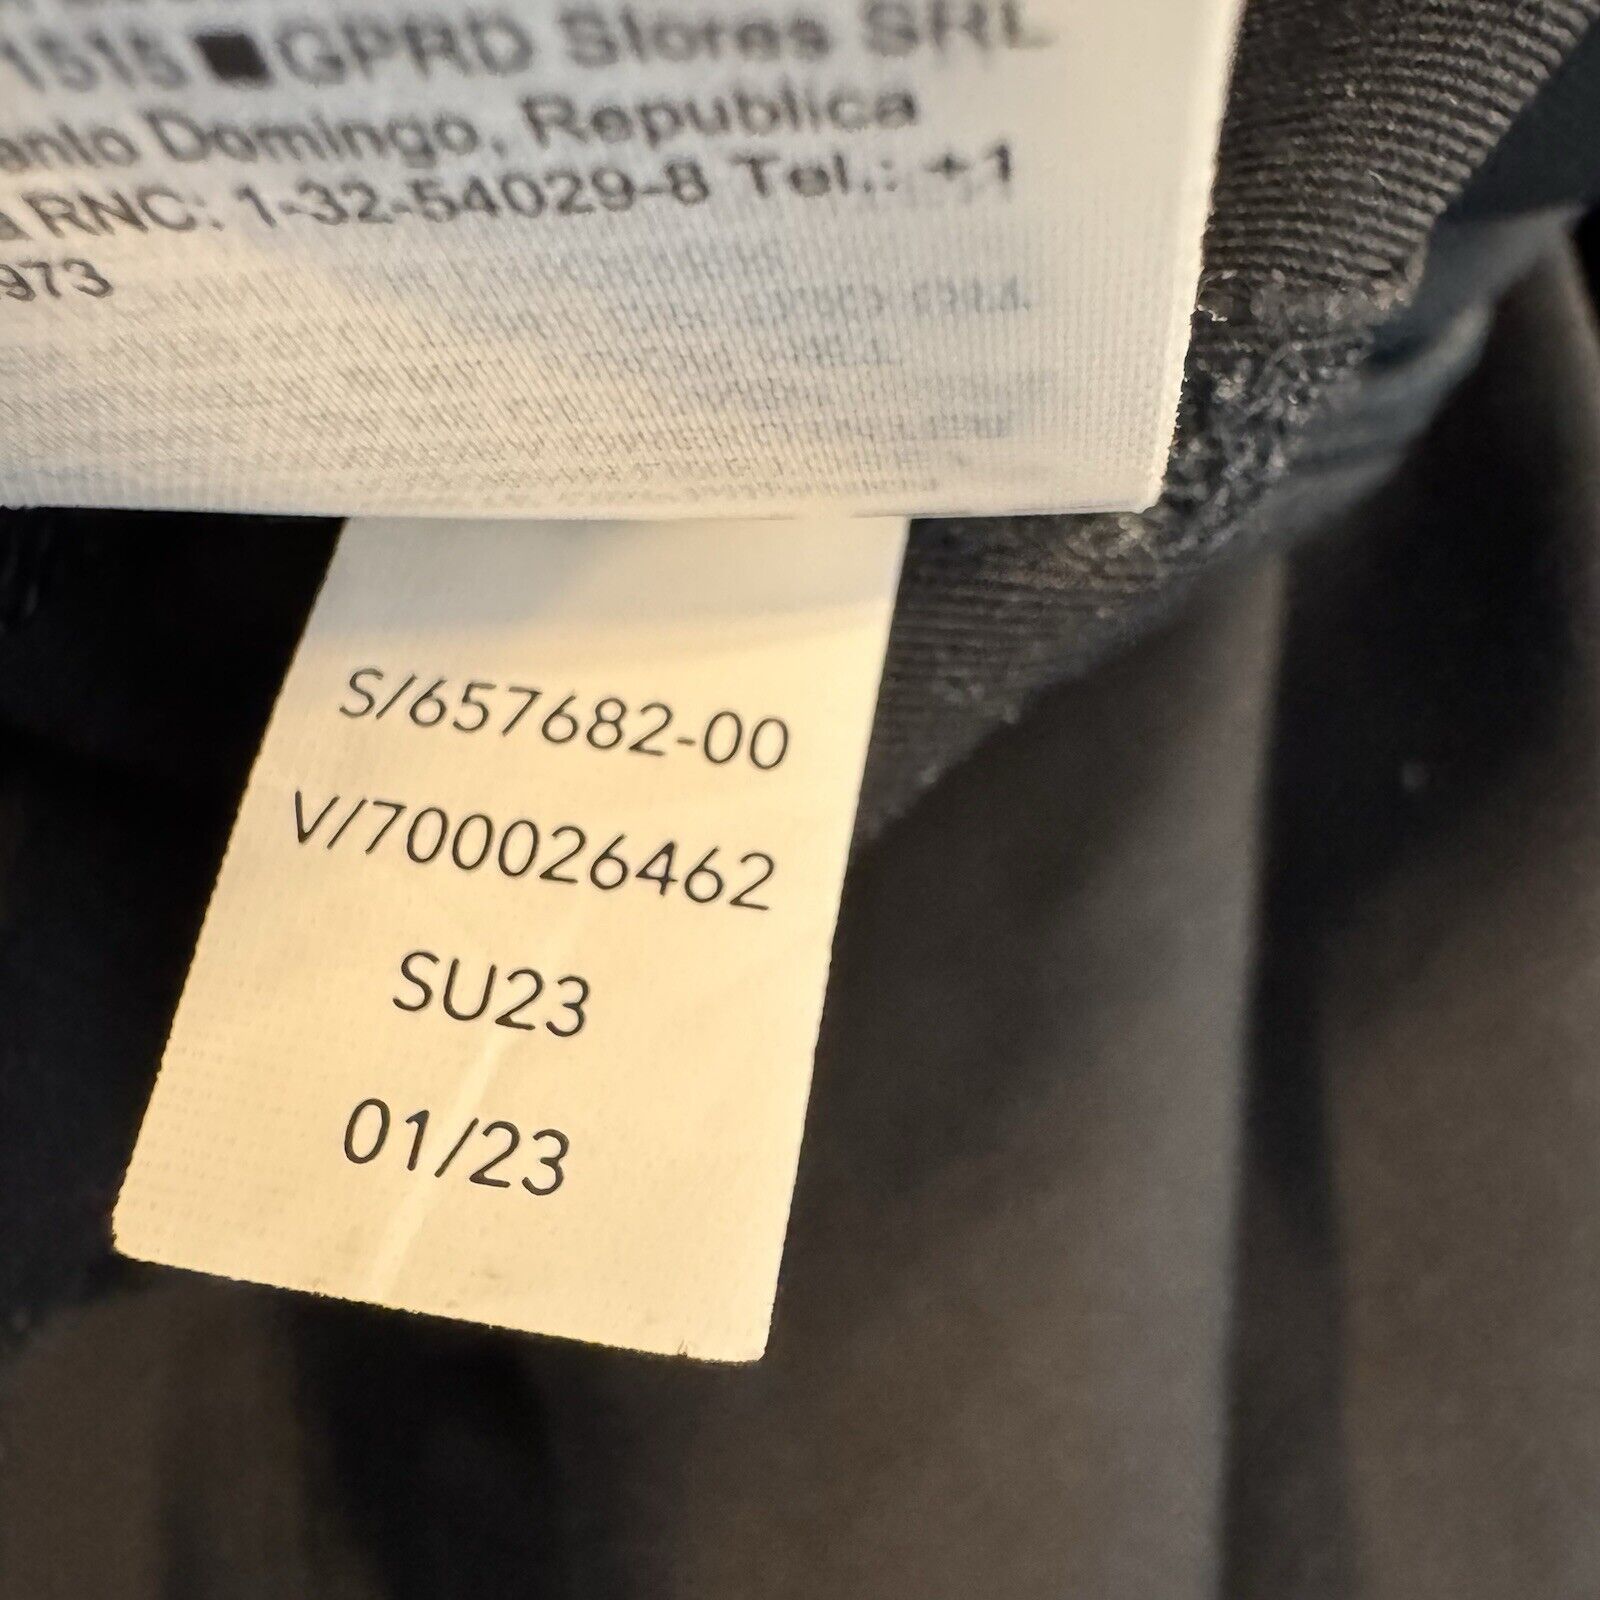 1515 ■GPRD Stores SRL
Domingo, Republica
RNC: 1-32-54029-8 Tel.: +1
973
S/657682-00
V/700026462
SU23
01/23